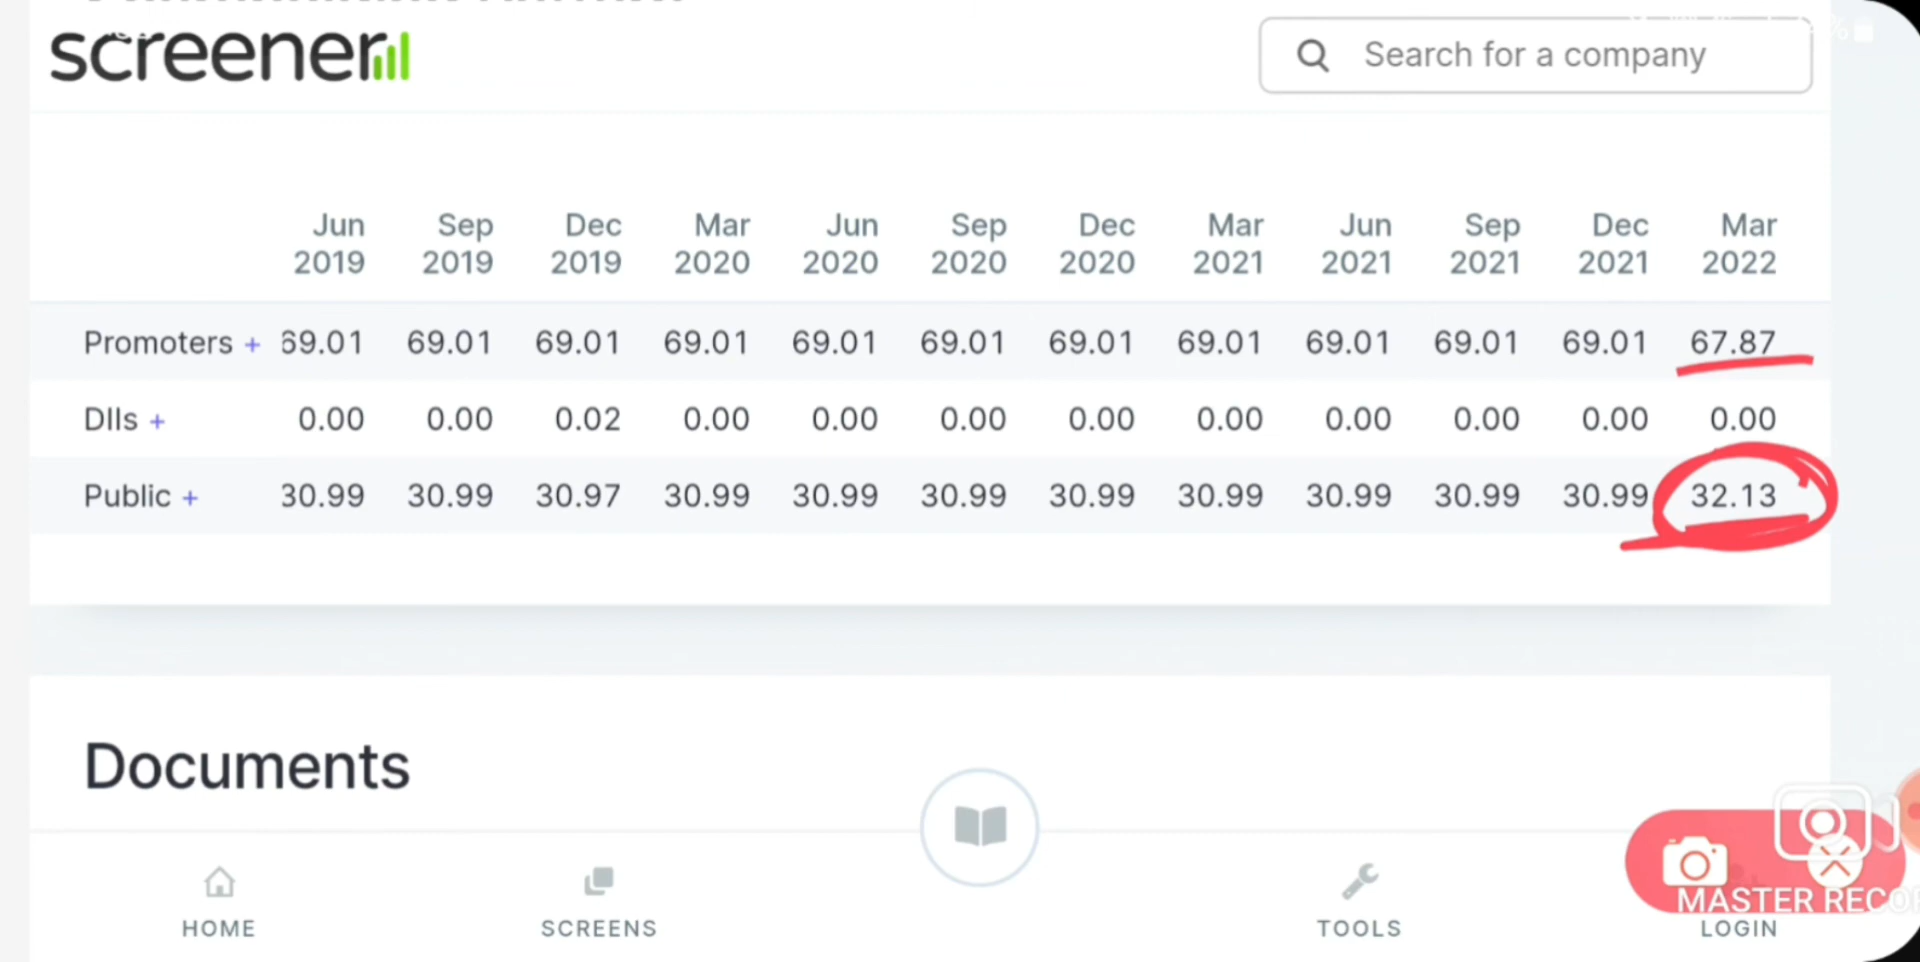 screener
Search for a company
Jun 2019 Sep 2019 Dec 2019 Mar 2020 Jun 2020 Sep 2020 Dec 2020 Mar 2021 Jun 2021 Sep 2021 Dec 2021 Mar 2022
Promoters + 69.01 69.01 69.01 69.01 69.01 69.01 69.01 69.01 69.01 69.01 69.01 67.87
DIIs + 0.00 0.00 0.02 0.00 0.00 0.00 0.00 0.00 0.00 0.00 0.00 0.00
Public + 30.99 30.99 30.97 30.99 30.99 30.99 30.99 30.99 30.99 30.99 30.99 32.13
Documents
MASTER RECO
HOME SCREENS TOOLS LOGIN